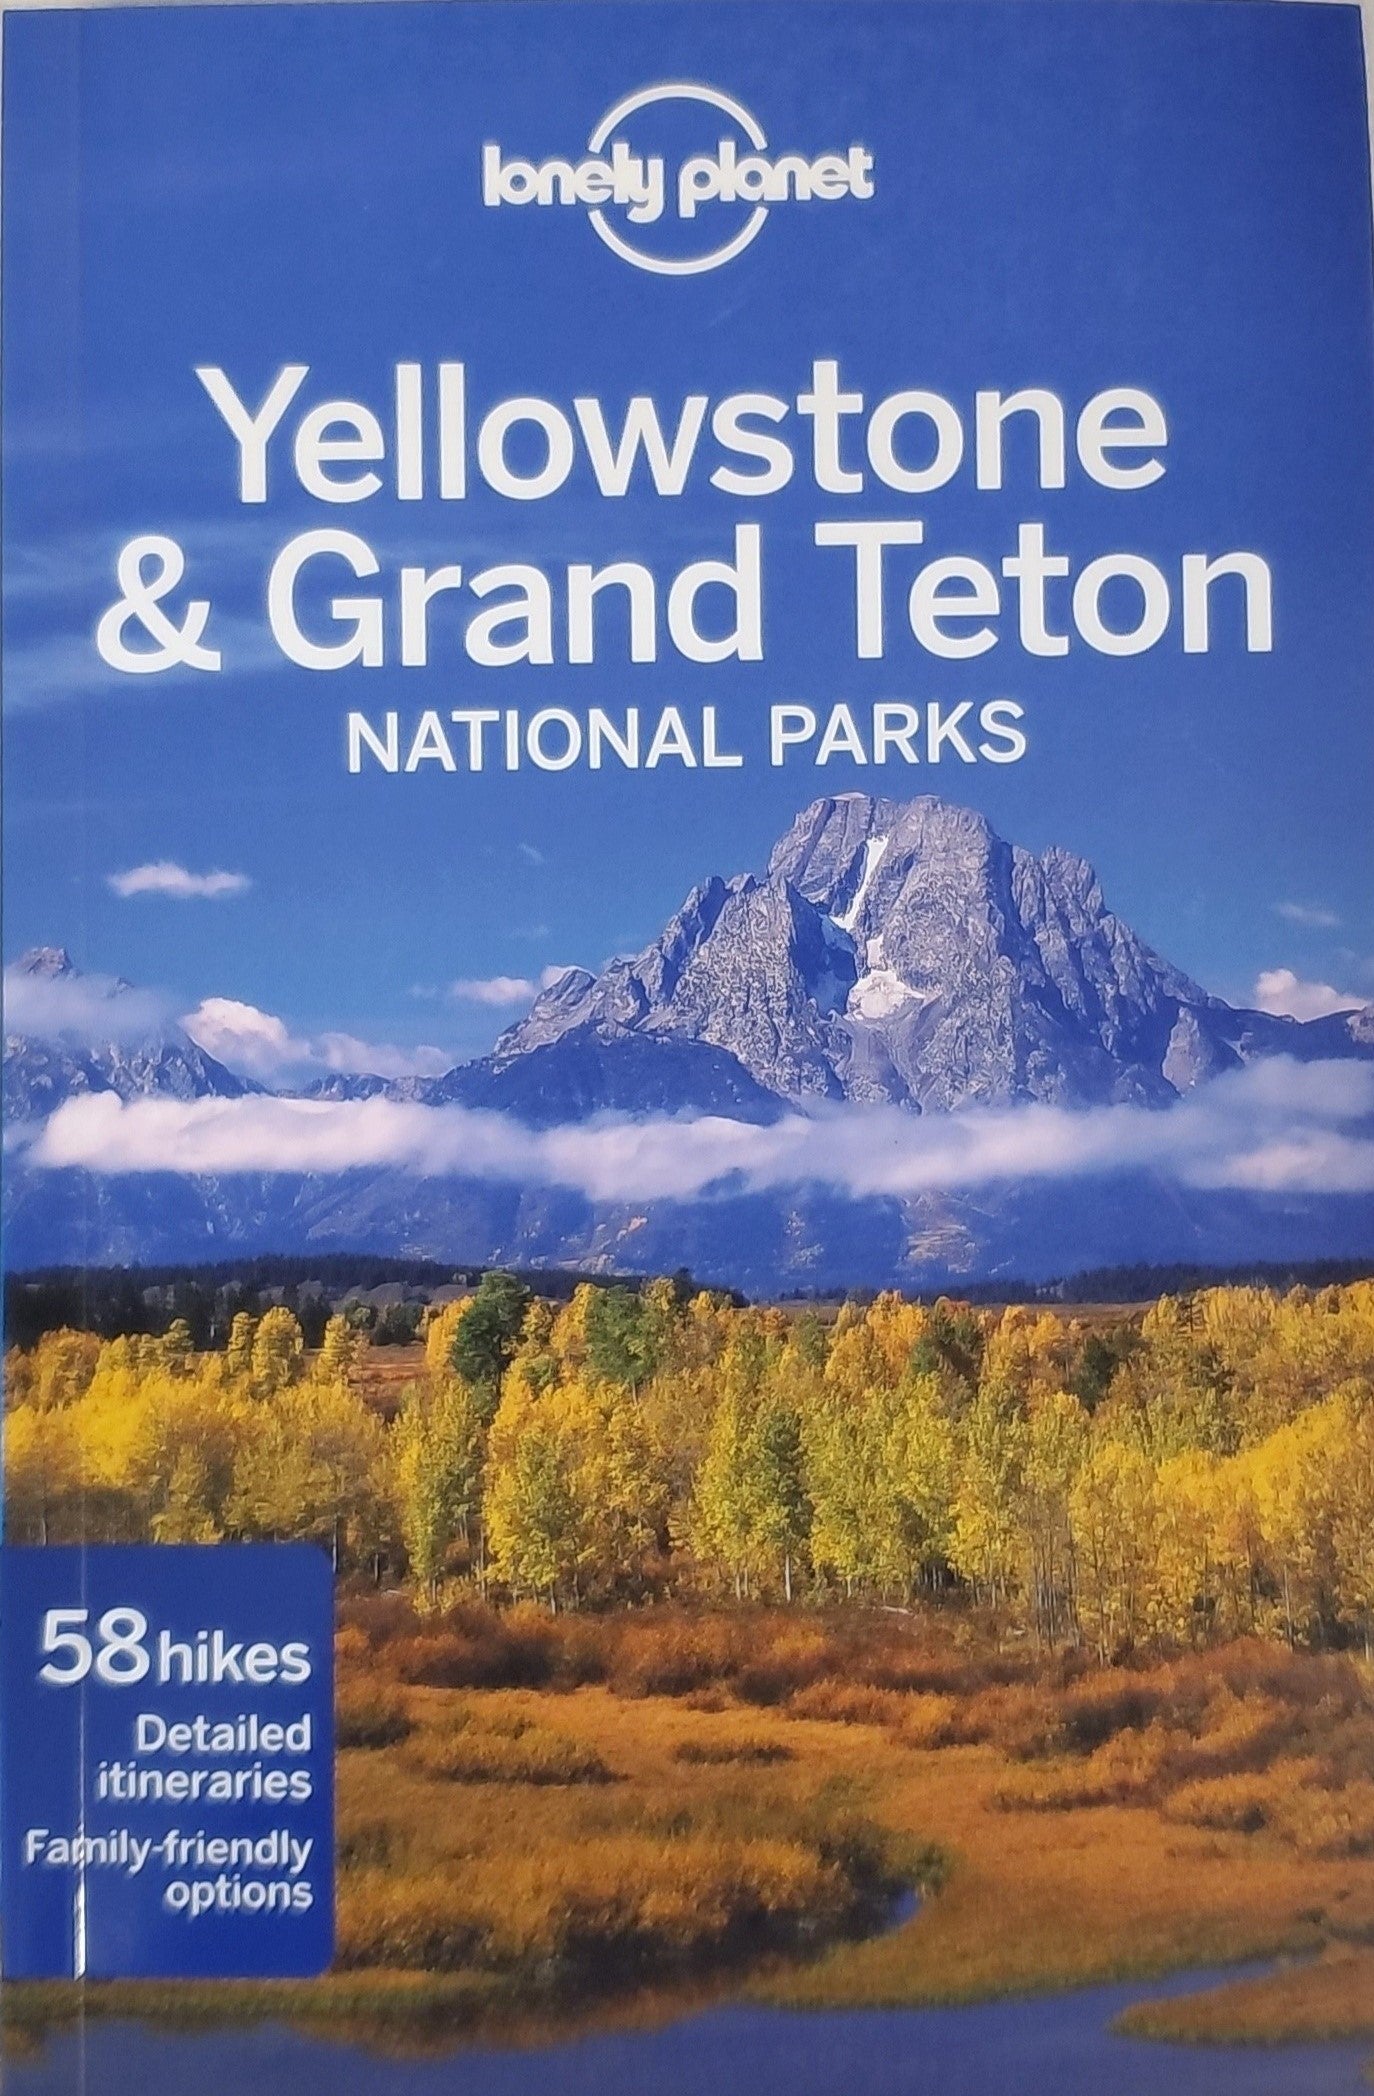 lonely planet
Yellowstone
& Grand Teton
NATIONAL PARKS
58 hikes
Detailed
itineraries
Family-friendly
options